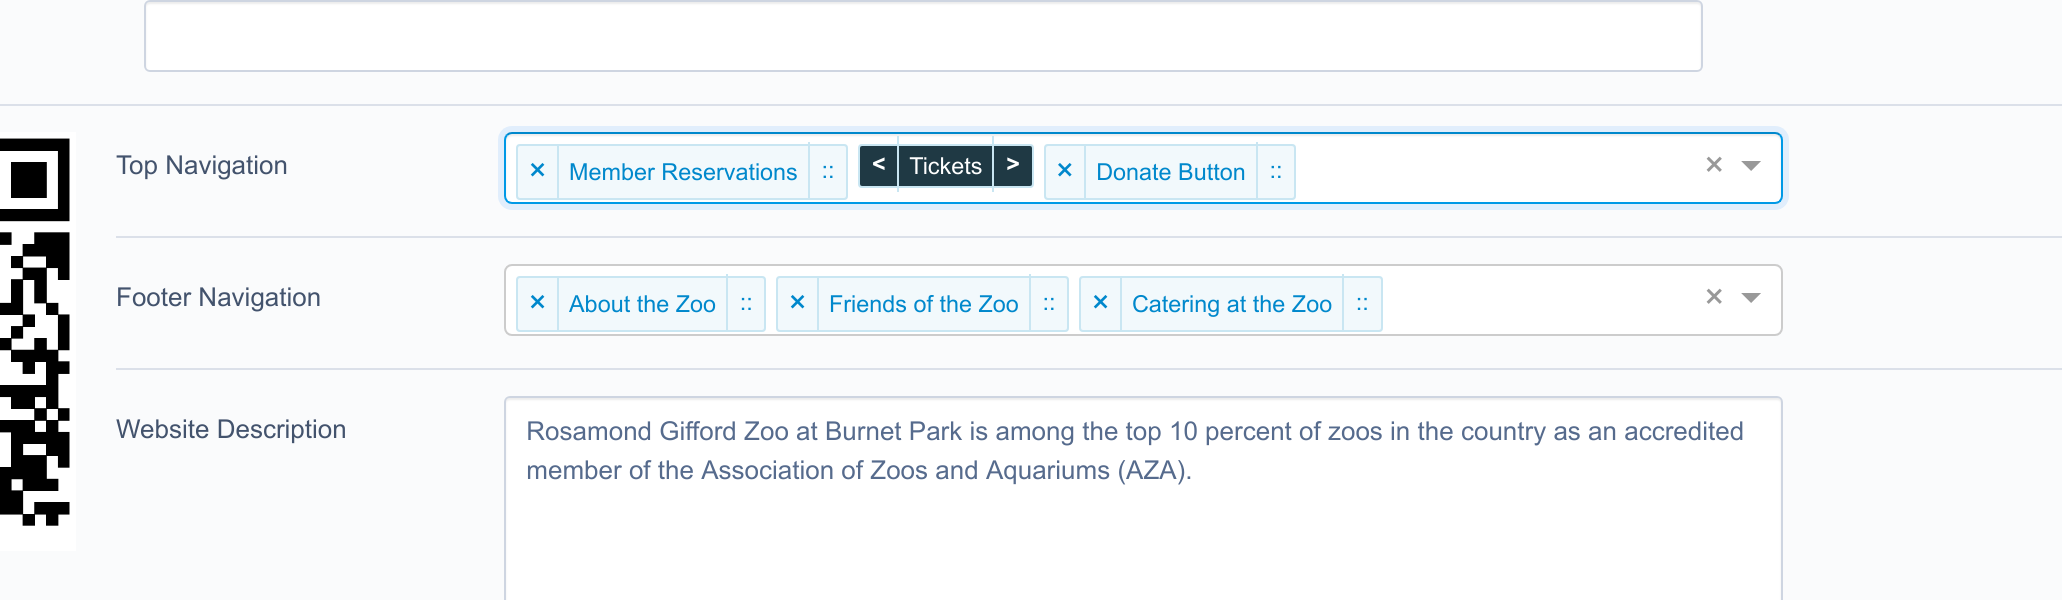 Top Navigation
× Member Reservations :: < Tickets > × Donate Button :: ×
Footer Navigation
× About the Zoo :: × Friends of the Zoo :: × Catering at the Zoo :: ×
Website Description
Rosamond Gifford Zoo at Burnet Park is among the top 10 percent of zoos in the country as an accredited
member of the Association of Zoos and Aquariums (AZA).